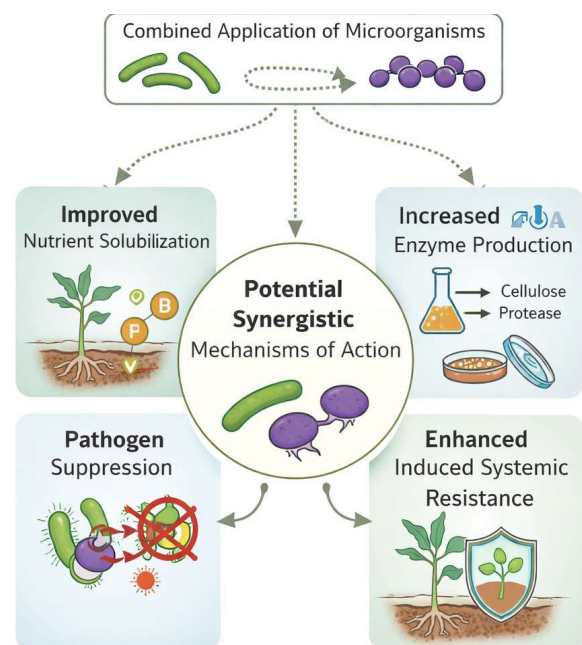 Combined Application of Microorganisms
Improved
Nutrient Solubilization
B
P
V
Increased
A
Enzyme Production
Cellulose
Protease
Potential
Synergistic
Mechanisms of Action
Pathogen
Suppression
Enhanced
Induced Systemic
Resistance